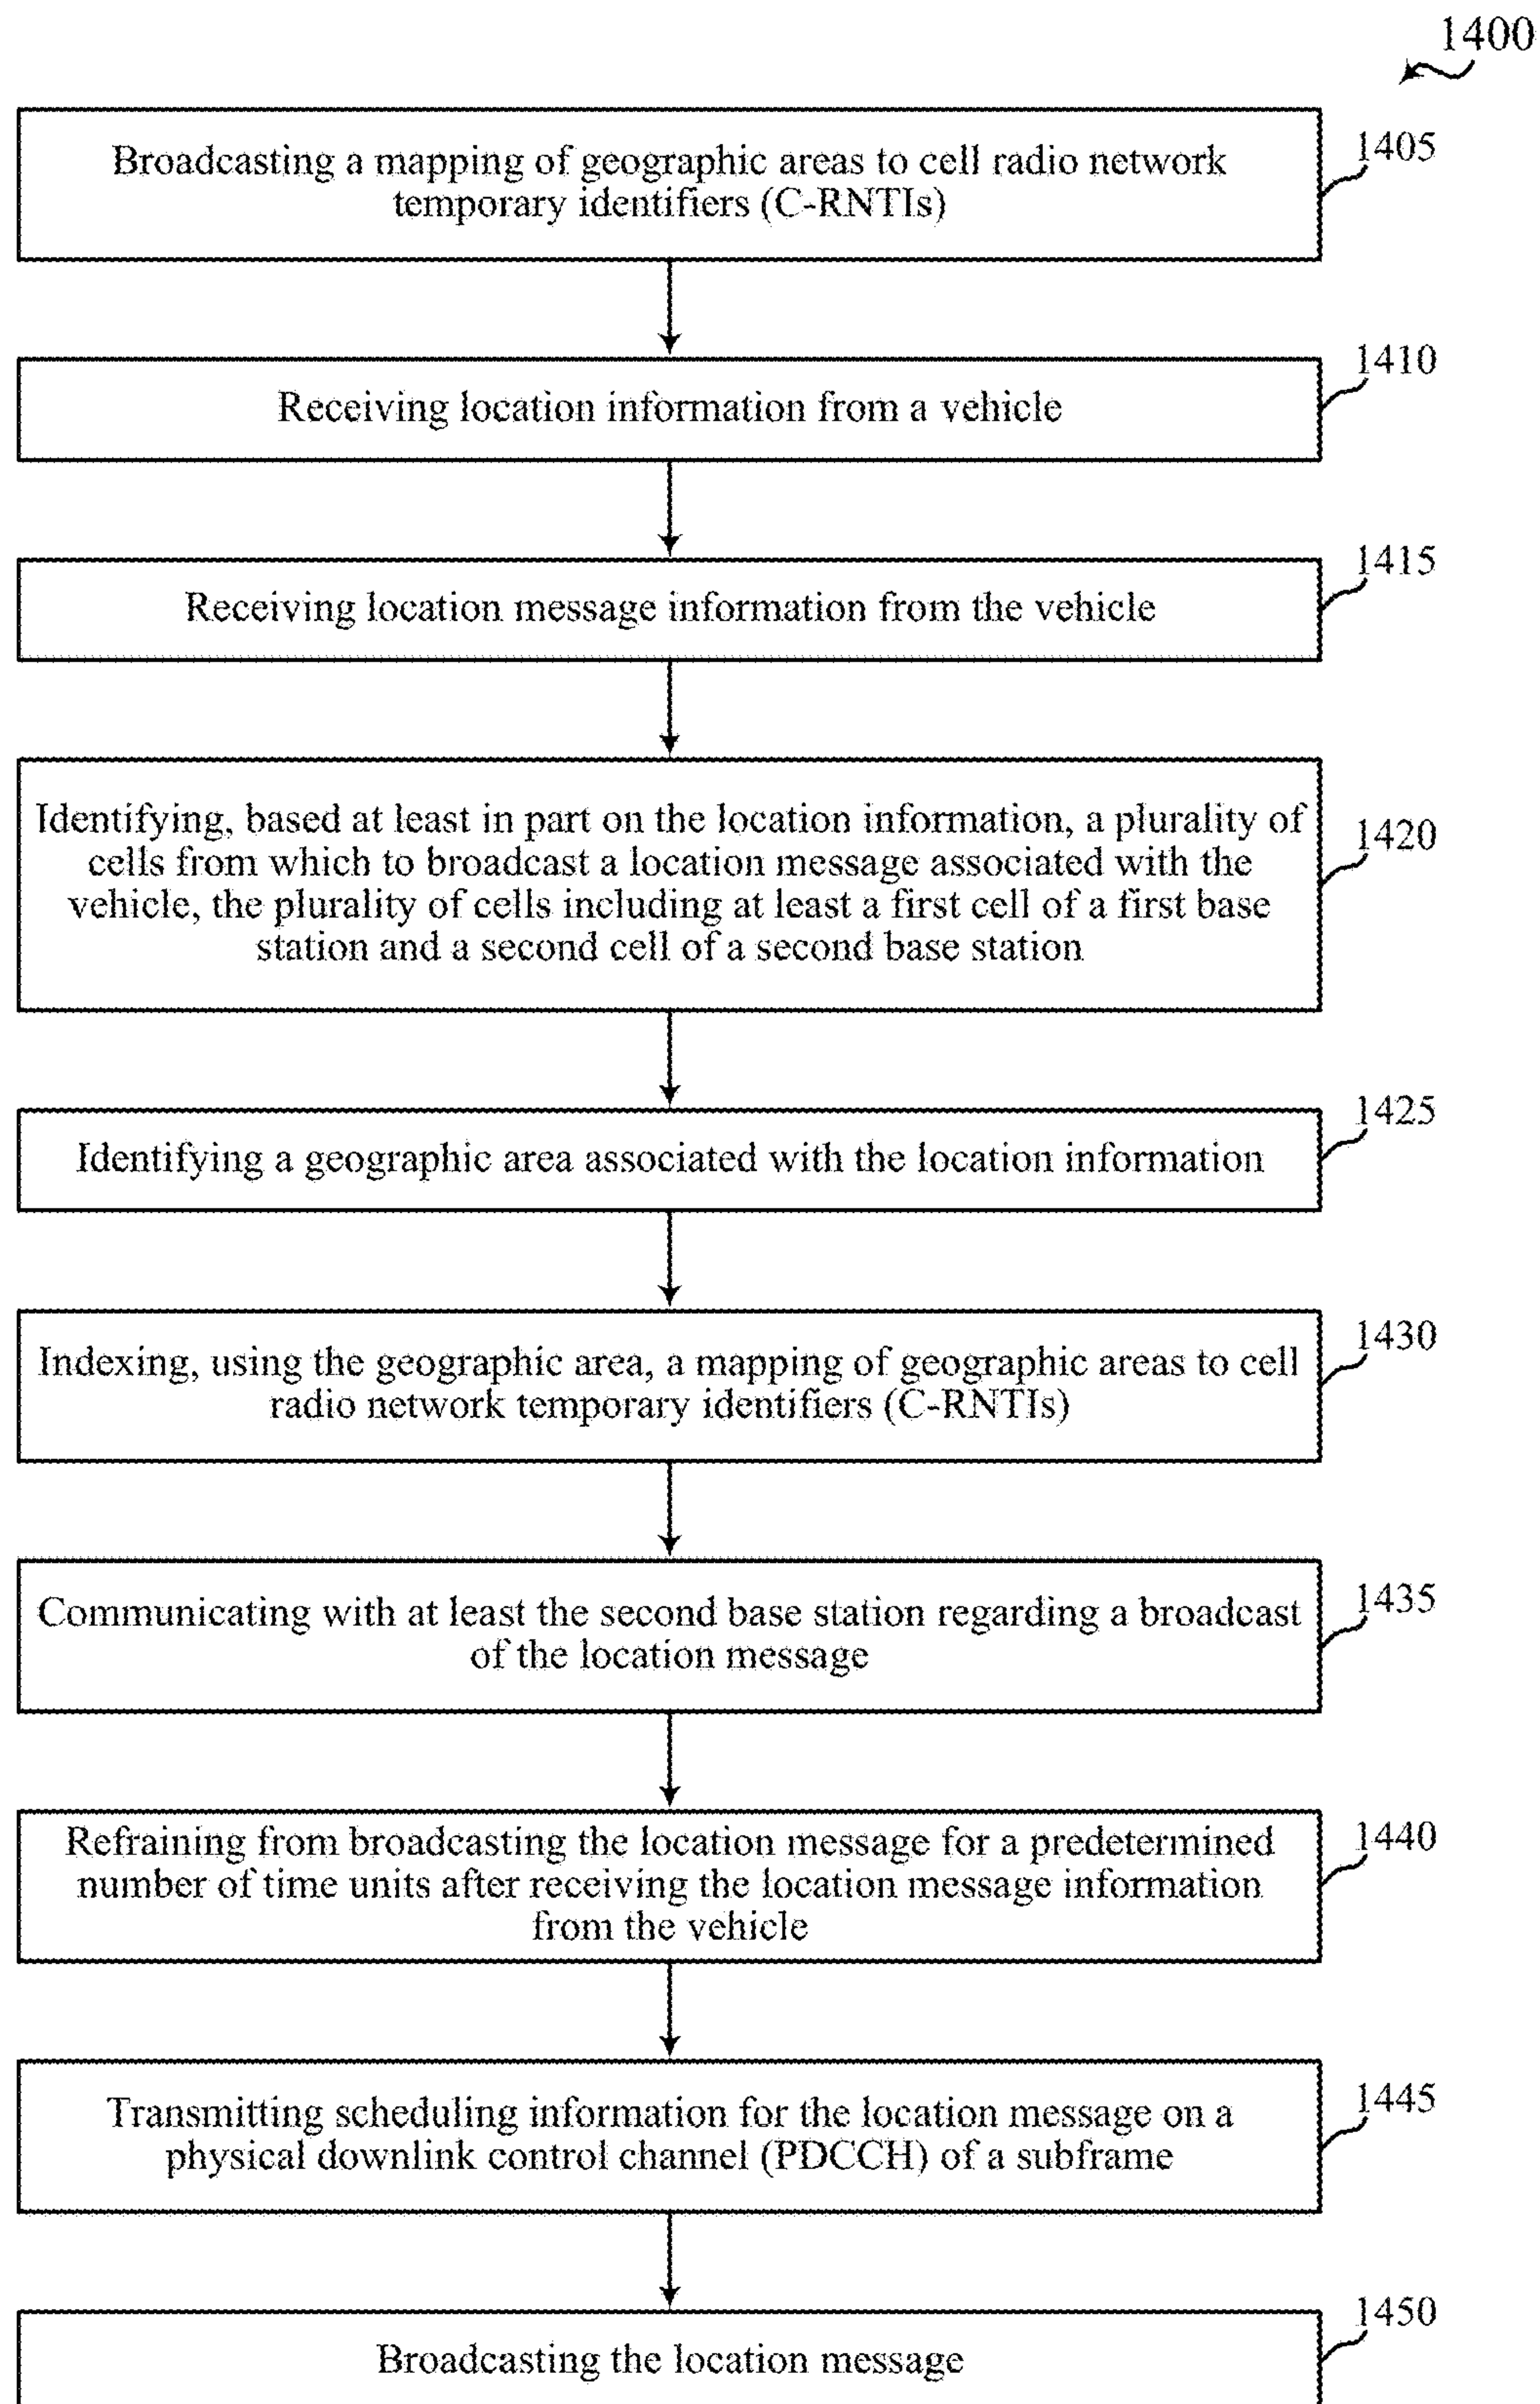 1400
Broadcasting a mapping of geographic areas to cell radio network
temporary identifiers (C-RNTIs)
1405
Receiving location information from a vehicle
1410
Receiving location message information from the vehicle
1415
Identifying, based at least in part on the location information, a plurality of
cells from which to broadcast a location message associated with the
vehicle, the plurality of cells including at least a first cell of a first base
station and a second cell of a second base station
1420
Identifying a geographic area associated with the location information
1425
Indexing, using the geographic area, a mapping of geographic areas to cell
radio network temporary identifiers (C-RNTIs)
1430
Communicating with at least the second base station regarding a broadcast
of the location message
1435
Refraining from broadcasting the location message for a predetermined
number of time units after receiving the location message information
from the vehicle
1440
Transmitting scheduling information for the location message on a
physical downlink control channel (PDCCH) of a subframe
1445
Broadcasting the location message
1450